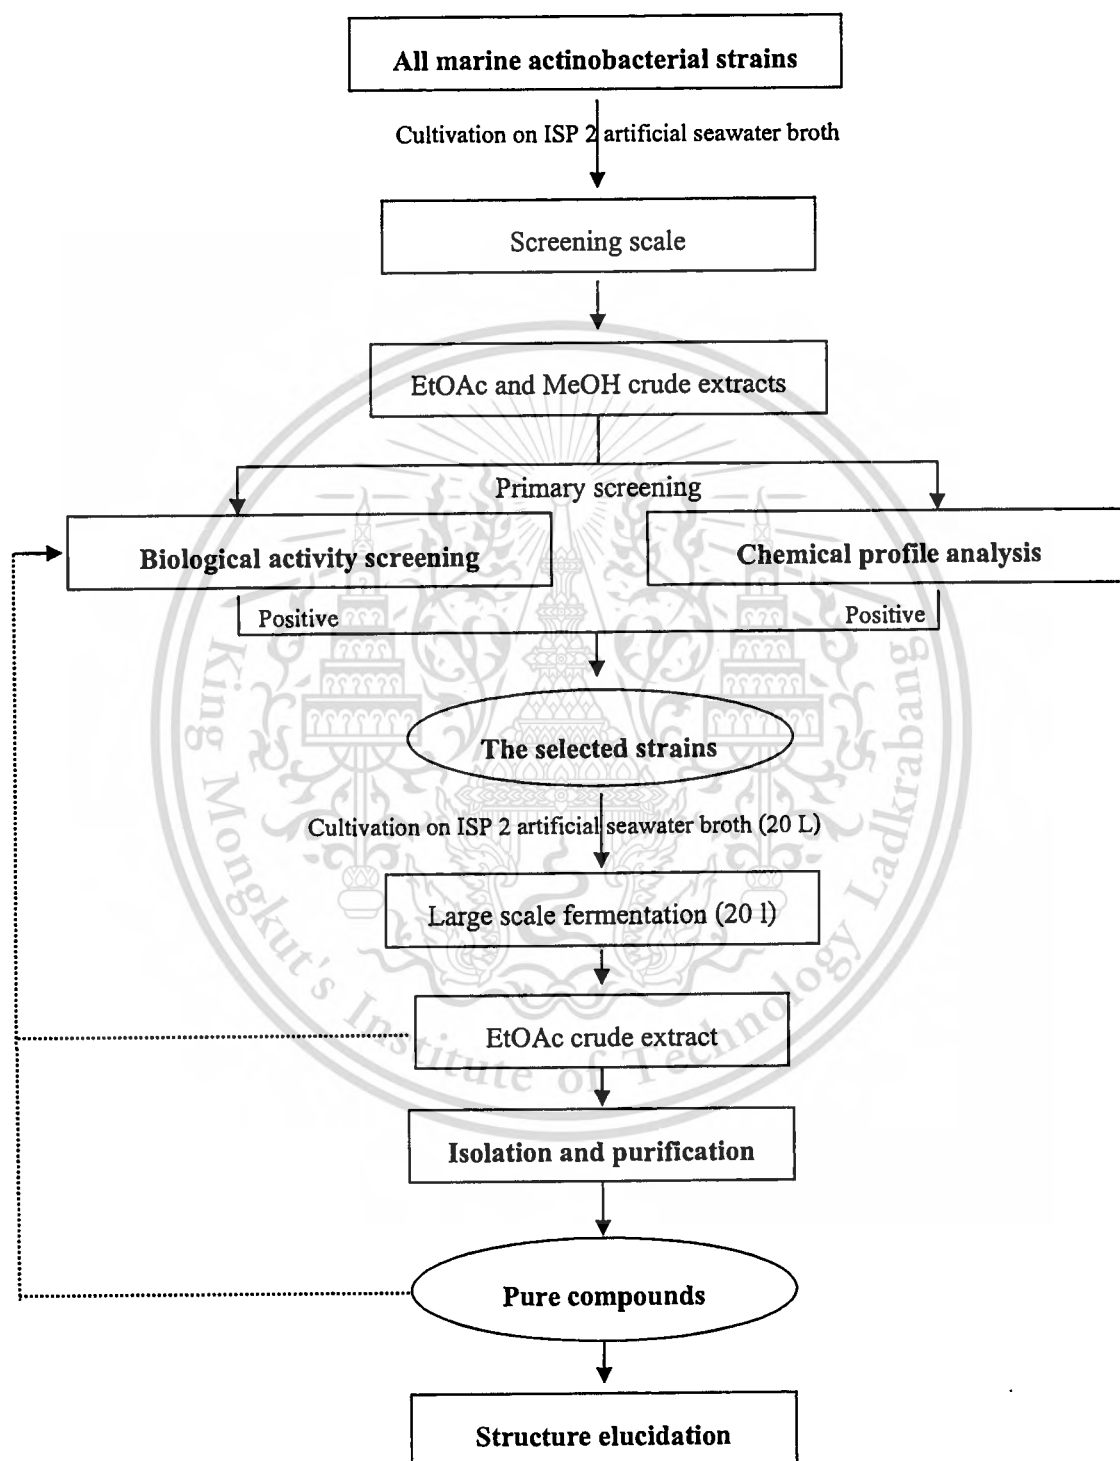 All marine actinobacterial strains
Cultivation on ISP 2 artificial seawater broth
Screening scale
EtOAc and MeOH crude extracts
Primary screening
Biological activity screening
Chemical profile analysis
Positive
Positive
The selected strains
Cultivation on ISP 2 artificial seawater broth (20 L)
Large scale fermentation (20 l)
EtOAc crude extract
Isolation and purification
Pure compounds
Structure elucidation
King Mongkut's Institute of Technology Ladkrabang